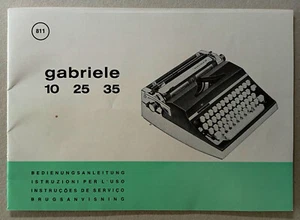 811
gabriele
10 25 35
BEDIENUNGSANLEITUNG
ISTRUZIONI PER L'USO
INSTRUÇÕES DE SERVIÇO
BRUGSANVISNING